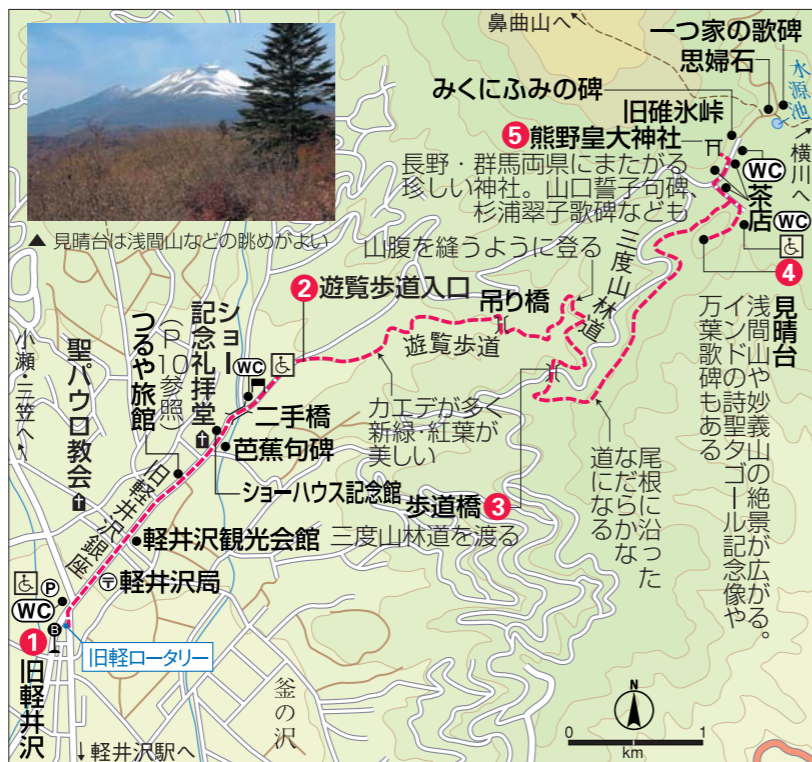 鼻曲山へ
一つ家の歌碑
思婦石
水源池
みくにふみの碑
旧碓氷峠
横川へ
❺熊野皇大神社
WC
長野・群馬両県にまたがる
珍しい神社。山口誓子句碑、
杉浦翠子歌碑なども
茶店
WC
▲ 見晴台は浅間山などの眺めがよい
山腹を縫うように登る
三度山林道
❹
見晴台
浅間山や妙義山の絶景が広がる。
インドの詩聖タゴール記念像や
万葉歌碑もある
❷遊覧歩道入口
吊り橋
遊覧歩道
カエデが多く
新緑・紅葉が
美しい
尾根に沿った
なだらかな
道になる
歩道橋❸
三度山林道を渡る
ショー
記念礼拝堂
WC
つるや旅館
(P10参照)
聖パウロ教会
小瀬・三笠へ
二手橋
芭蕉句碑
ショーハウス記念館
旧軽井沢銀座
軽井沢観光会館
〒軽井沢局
P
WC
B
❶
旧軽井沢
旧軽ロータリー
釜の沢
↓軽井沢駅へ
N
0 1
km